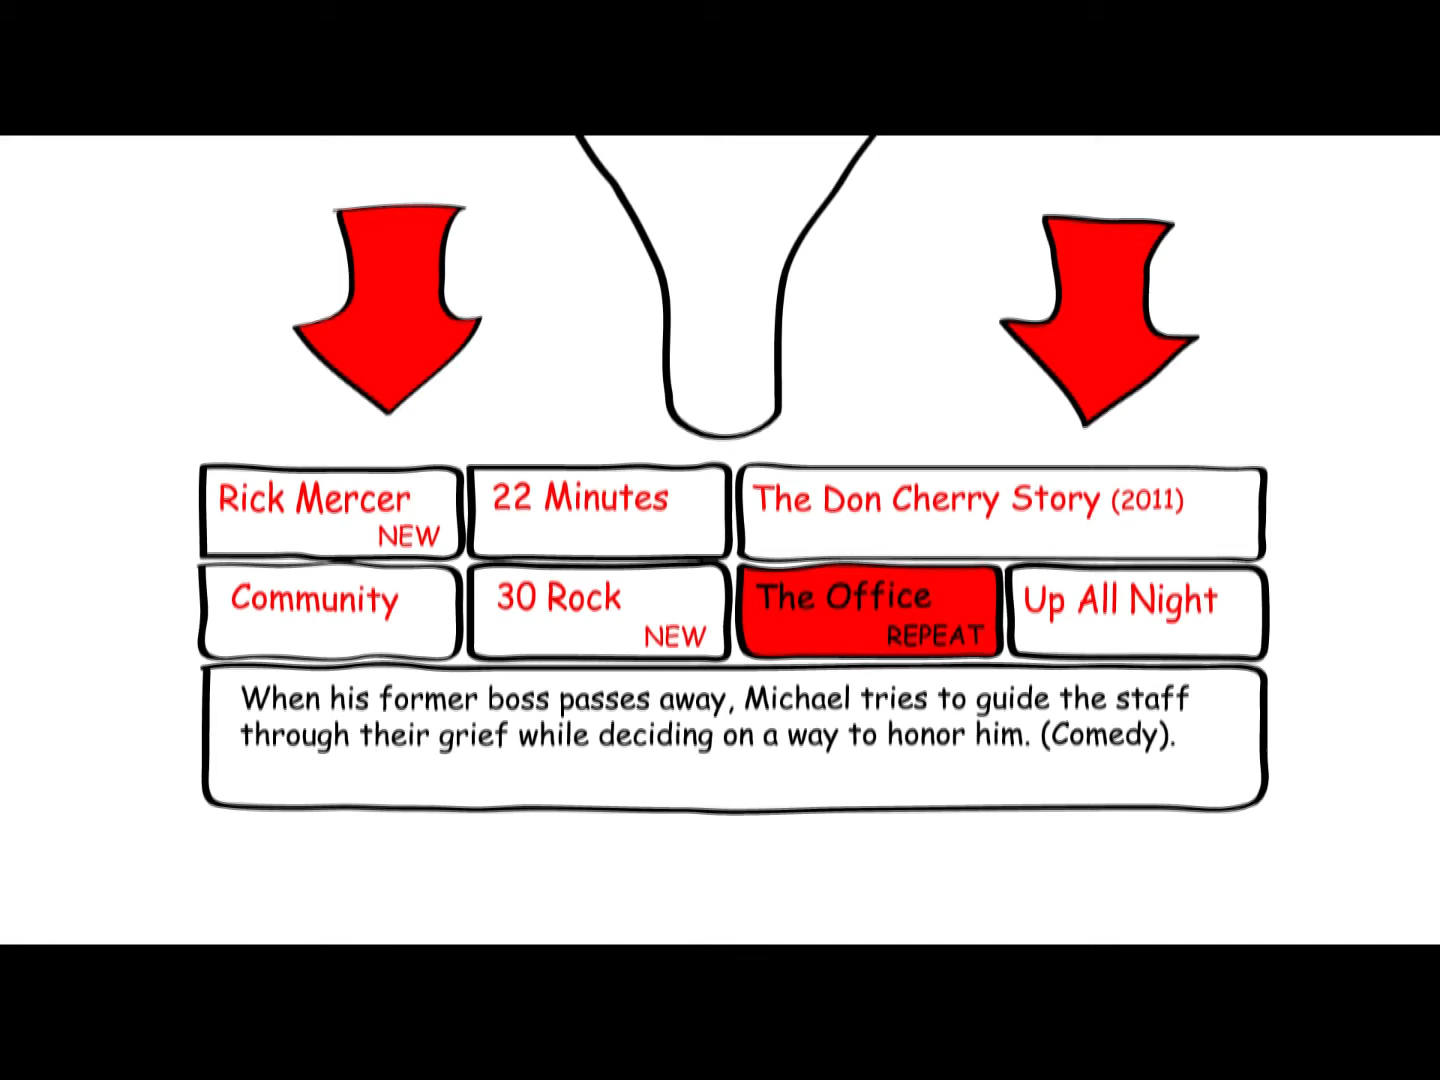 Rick Mercer
NEW
22 Minutes
The Don Cherry Story (2011)
Community
30 Rock
NEW
The Office
REPEAT
Up All Night
When his former boss passes away, Michael tries to guide the staff
through their grief while deciding on a way to honor him. (Comedy).